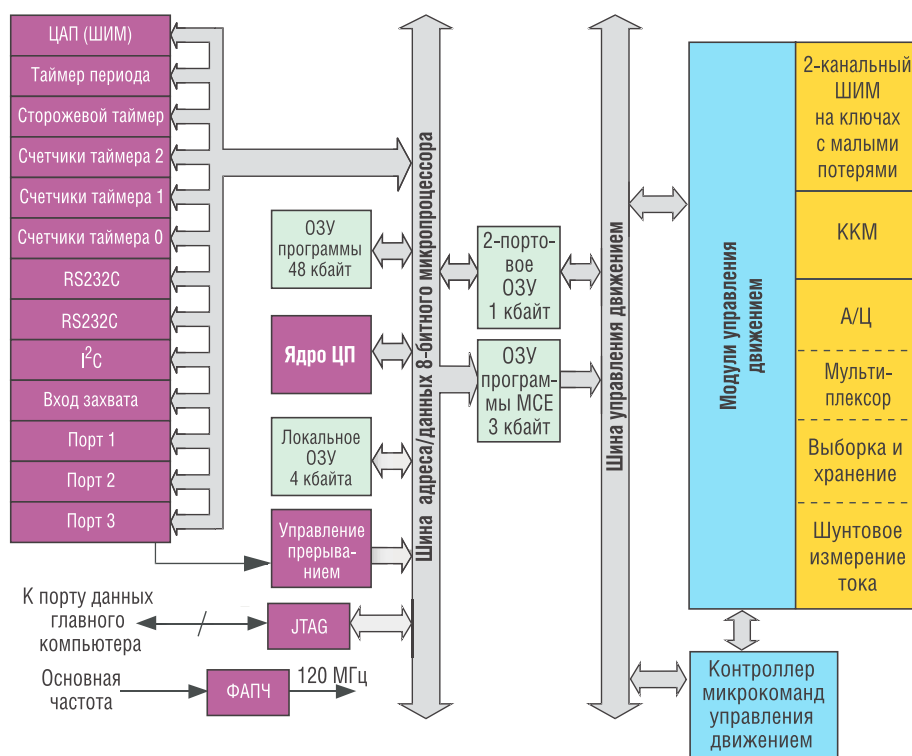 ЦАП (ШИМ)
Таймер периода
Сторожевой таймер
Счетчики таймера 2
Счетчики таймера 1
Счетчики таймера 0
RS232C
RS232C
I²C
Вход захвата
Порт 1
Порт 2
Порт 3
К порту данных
главного
компьютера
Основная
частота
ФАПЧ
120 МГц
ОЗУ
программы
48 кбайт
Ядро ЦП
Локальное
ОЗУ
4 кбайта
Управление
прерыва-
нием
JTAG
Шина адреса/данных 8-битного микропроцессора
2-порто-
вое
ОЗУ
1 кбайт
ОЗУ
програм-
мы MCE
3 кбайт
Шина управления движением
Модули управления
движением
2-канальный
ШИМ
на ключах
с малыми
потерями
ККМ
А/Ц
Мульти-
плексор
Выборка и
хранение
Шунтовое
измерение
тока
Контроллер
микрокоманд
управления
движением